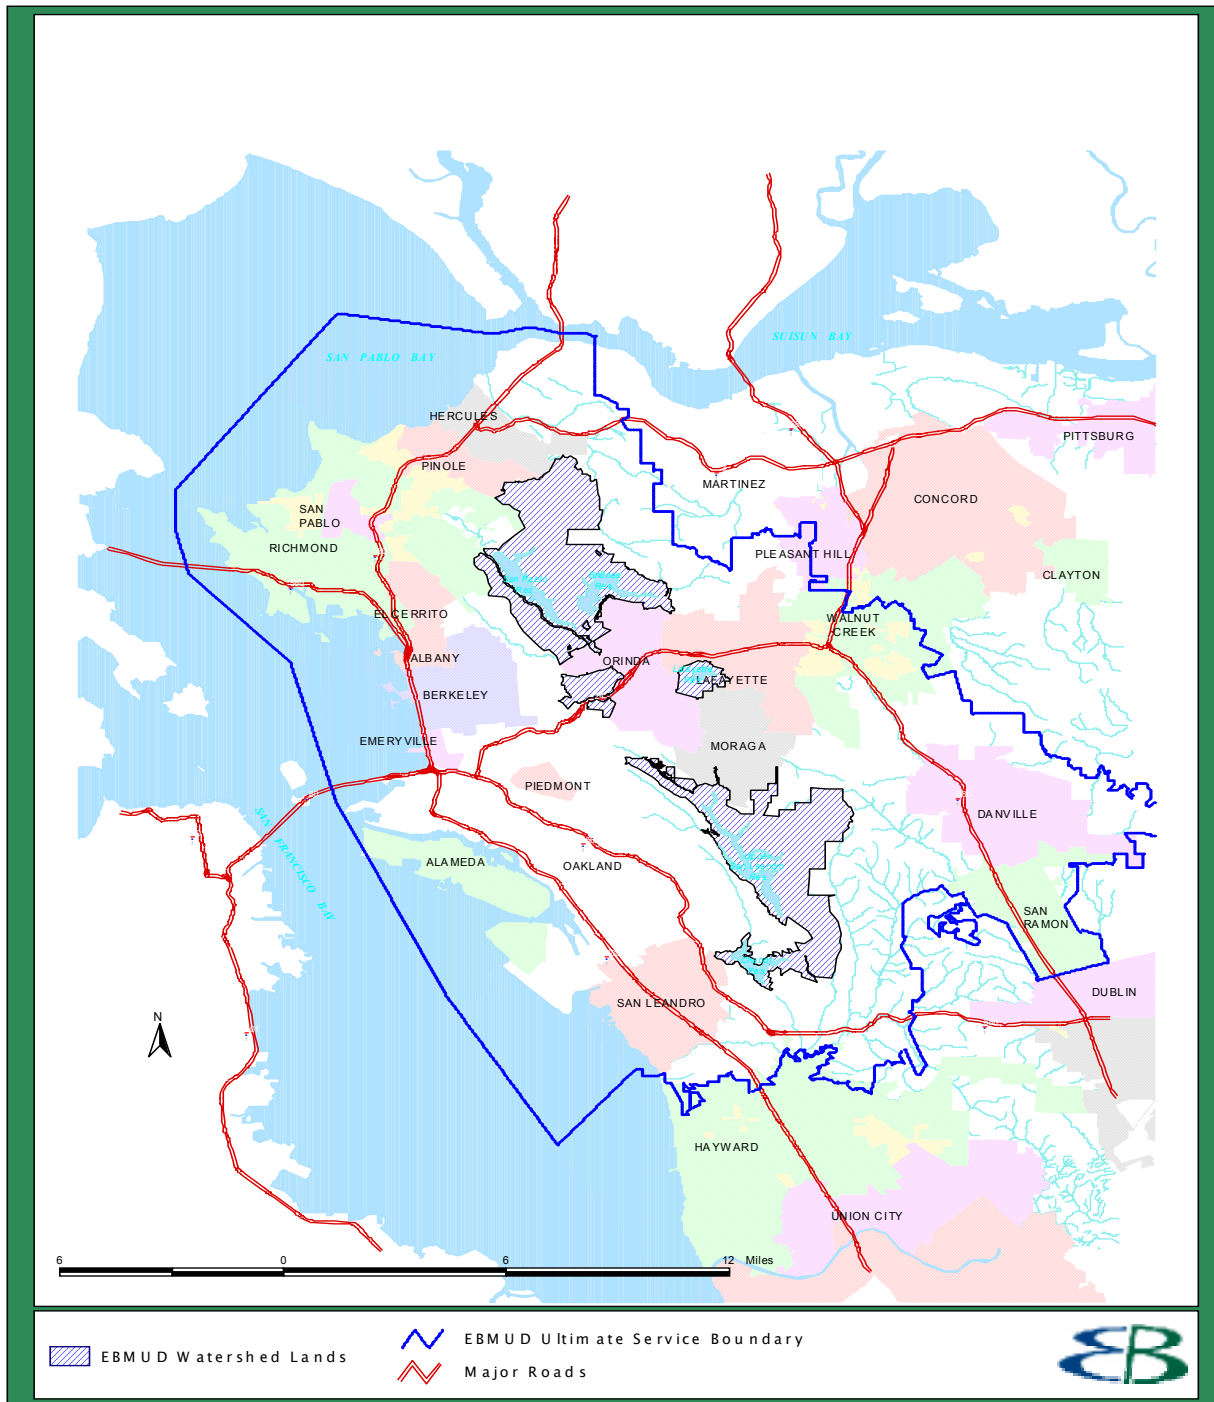 SAN PABLO BAY
SUISUN BAY
HERCULES
PITTSBURG
PINOLE
MARTINEZ
CONCORD
SAN
PABLO
RICHMOND
PLEASANT HILL
CLAYTON
EL CERRITO
WALNUT
CREEK
ALBANY
ORINDA
LAFAYETTE
BERKELEY
EMERYVILLE
MORAGA
PIEDMONT
DANVILLE
SAN FRANCISCO BAY
ALAMEDA
OAKLAND
SAN
RAMON
DUBLIN
SAN LEANDRO
N
HAYWARD
UNION CITY
6 0 6 12 Miles
EBMUD Watershed Lands
EBMUD Ultimate Service Boundary
Major Roads
EB